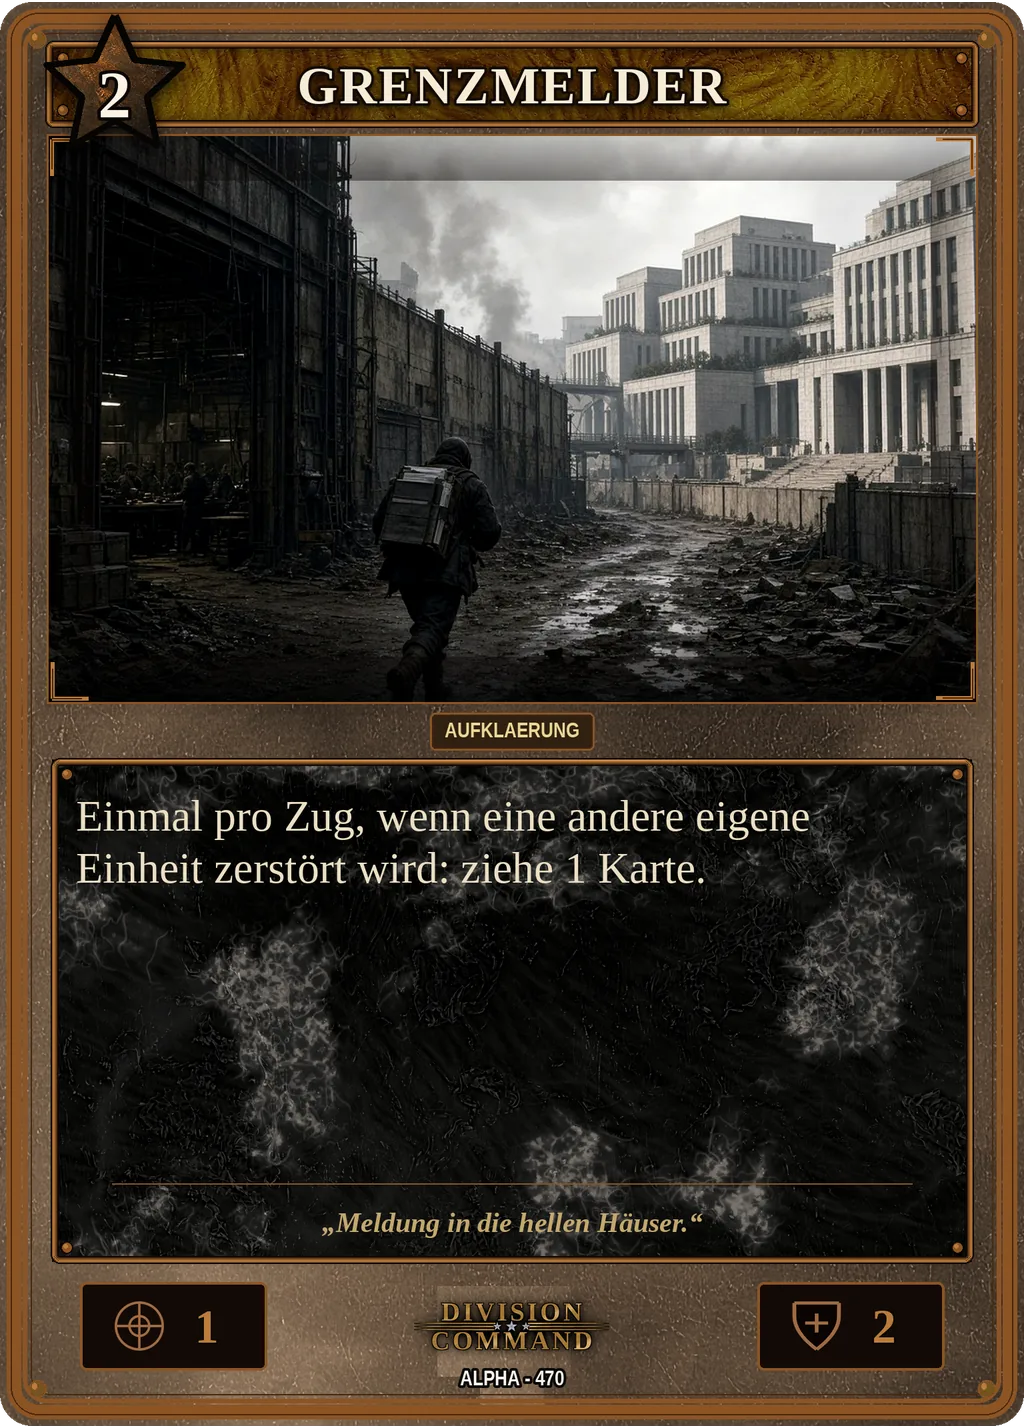 2
GRENZMELDER
AUFKLAERUNG
Einmal pro Zug, wenn eine andere eigene
Einheit zerstört wird: ziehe 1 Karte.
„Meldung in die hellen Häuser.“
1
DIVISION
COMMAND
ALPHA - 470
2